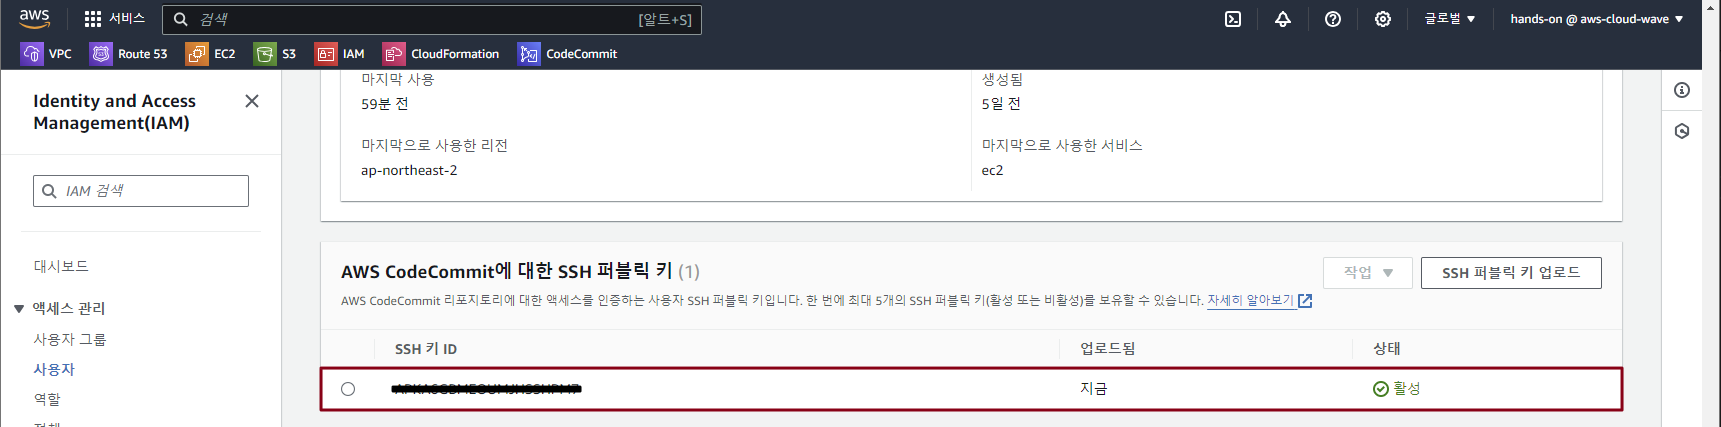 aws 서비스 검색 [알트+S] 글로벌 ▼ hands-on @ aws-cloud-wave ▼
VPC Route 53 EC2 S3 IAM CloudFormation CodeCommit
Identity and Access
Management(IAM)
IAM 검색
대시보드
▼ 액세스 관리
사용자 그룹
사용자
역할
마지막 사용
59분 전
생성됨
5일 전
마지막으로 사용한 리전
ap-northeast-2
마지막으로 사용한 서비스
ec2
AWS CodeCommit에 대한 SSH 퍼블릭 키 (1)
작업 ▼
SSH 퍼블릭 키 업로드
AWS CodeCommit 리포지토리에 대한 액세스를 인증하는 사용자 SSH 퍼블릭 키입니다. 한 번에 최대 5개의 SSH 퍼블릭 키(활성 또는 비활성)를 보유할 수 있습니다. 자세히 알아보기
SSH 키 ID 업로드됨 상태
지금 활성